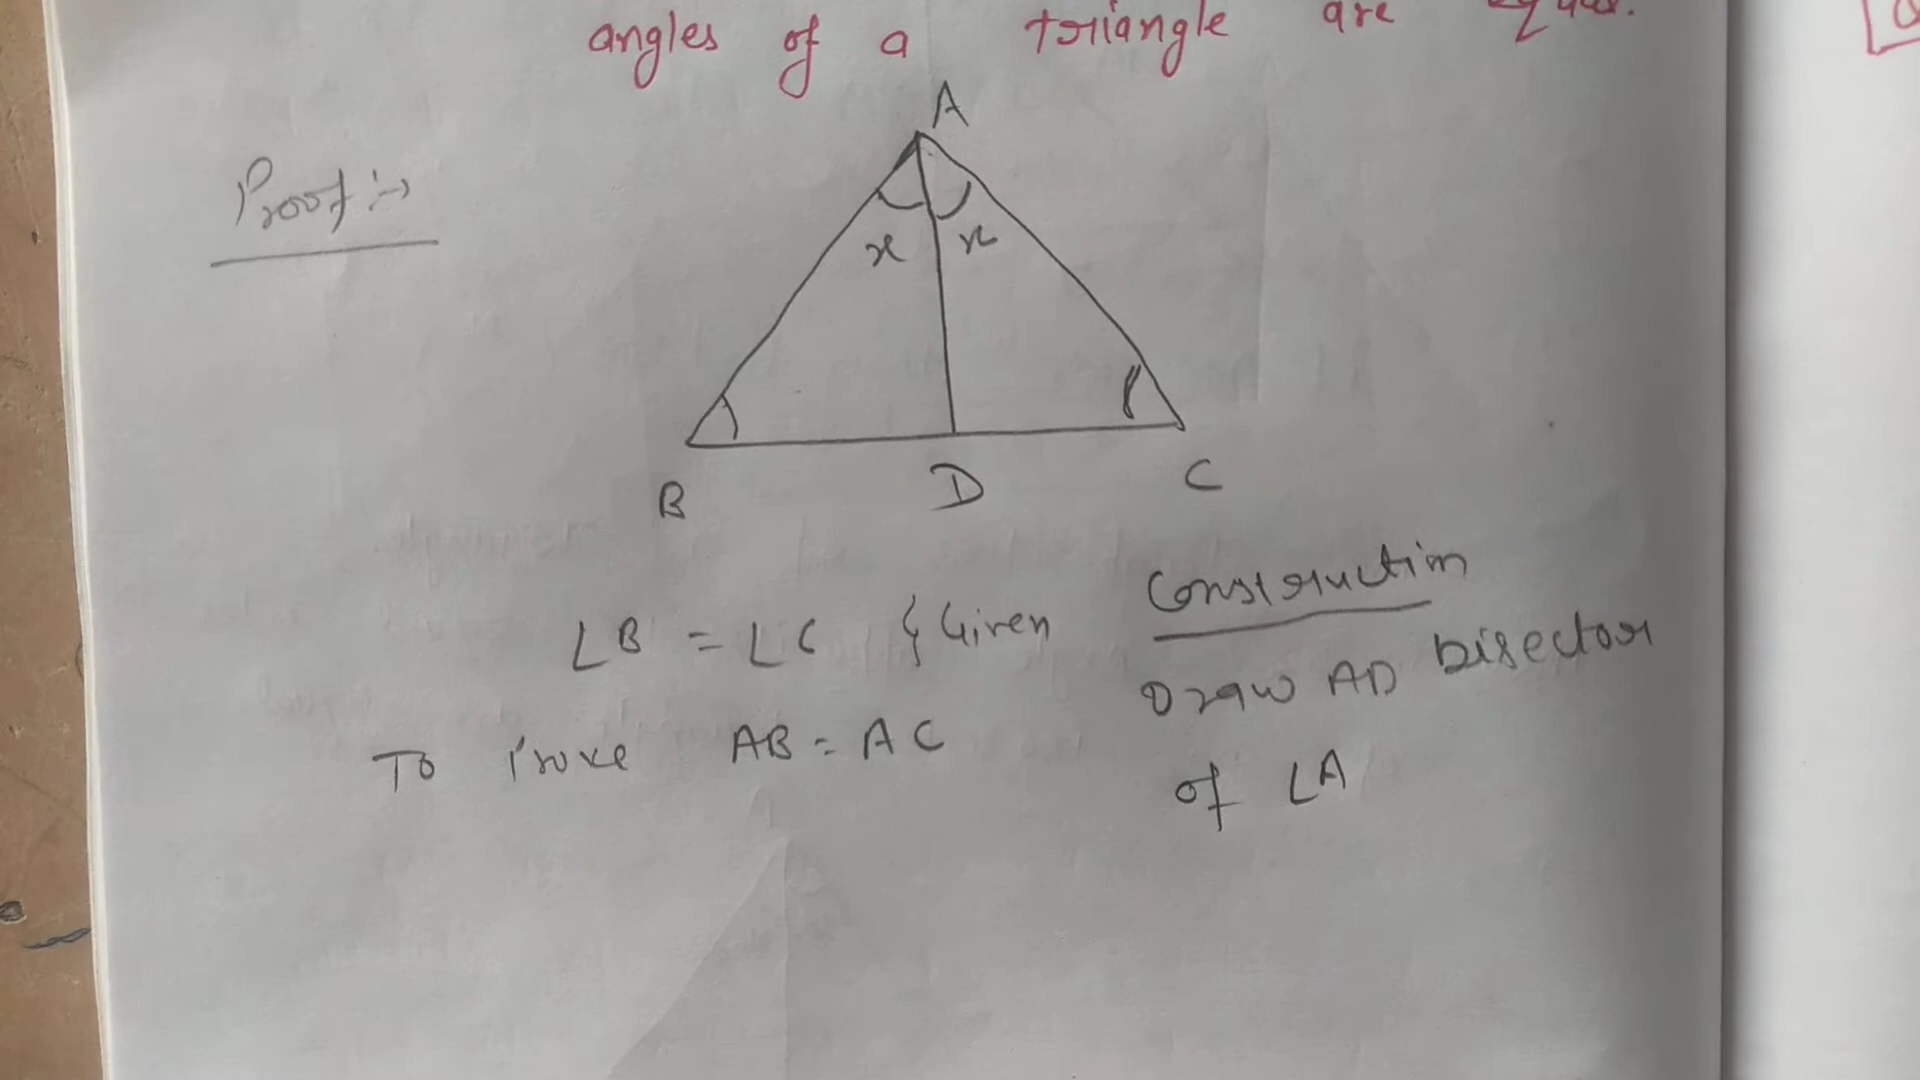 angles of a triangle are
Proof :→
A
x x
B D C
∠B = ∠C { Given
To Prove AB = AC
Construction
Draw AD Bisector
of ∠A